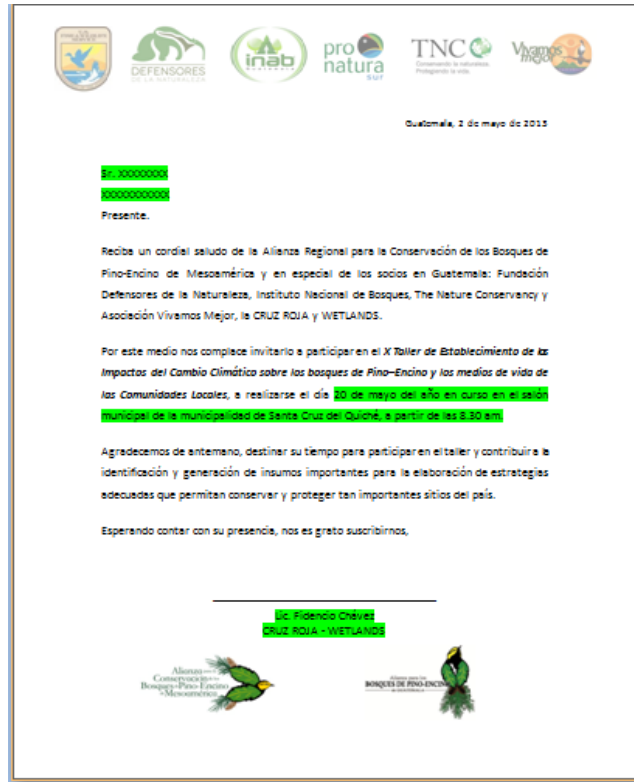 DEFENSORES
DE LA NATURALEZA
inab
pro
natura
sur
TNC
Conservando la naturaleza.
Protegiendo la vida.
Vivamos
mejor
Guatemala, 2 de mayo de 2013
Sr. XXXXXXXX
XXXXXXXXXXX
Presente.
Reciba un cordial saludo de la Alianza Regional para la Conservación de los Bosques de
Pino-Encino de Mesoamérica y en especial de los socios en Guatemala: Fundación
Defensores de la Naturaleza, Instituto Nacional de Bosques, The Nature Conservancy y
Asociación Vivamos Mejor, la CRUZ ROJA y WETLANDS.
Por este medio nos complace invitarlo a participar en el X Taller de Establecimiento de los
Impactos del Cambio Climático sobre los bosques de Pino–Encino y los medios de vida de
las Comunidades Locales, a realizarse el día 20 de mayo del año en curso en el salón
municipal de la municipalidad de Santa Cruz del Quiché, a partir de las 8.30 am.
Agradecemos de antemano, destinar su tiempo para participar en el taller y contribuir a la
identificación y generación de insumos importantes para la elaboración de estrategias
adecuadas que permitan conservar y proteger tan importantes sitios del país.
Esperando contar con su presencia, nos es grato suscribirnos,
Lic. Fidencio Chávez
CRUZ ROJA - WETLANDS
Alianza para la
Conservación de los
Bosques de Pino-Encino
de Mesoamérica
Alianza para los
BOSQUES DE PINO-ENCINO
de GUATEMALA